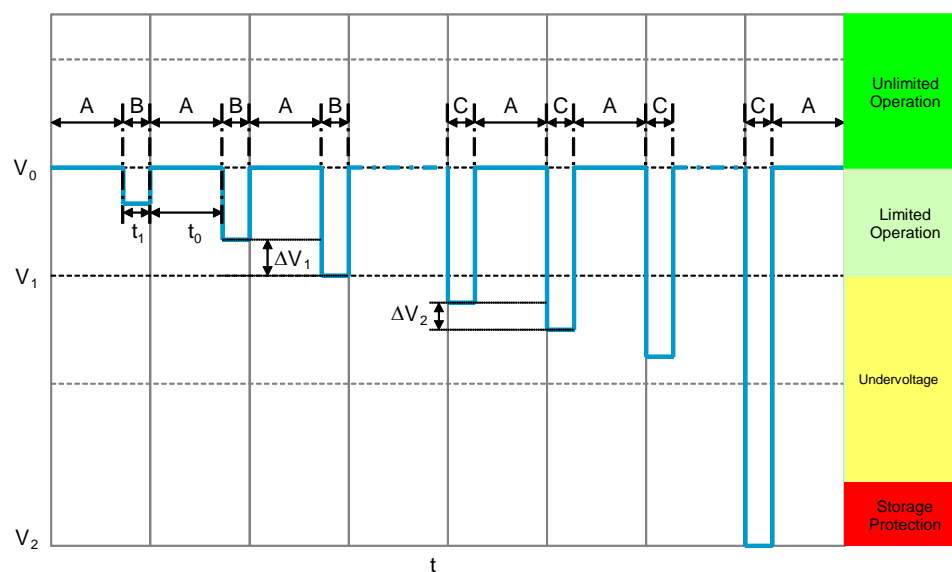 A B A B A B C A C A C C A
Unlimited
Operation
V₀
t₁ t₀
Limited
Operation
ΔV₁
V₁
ΔV₂
Undervoltage
Storage
Protection
V₂
t